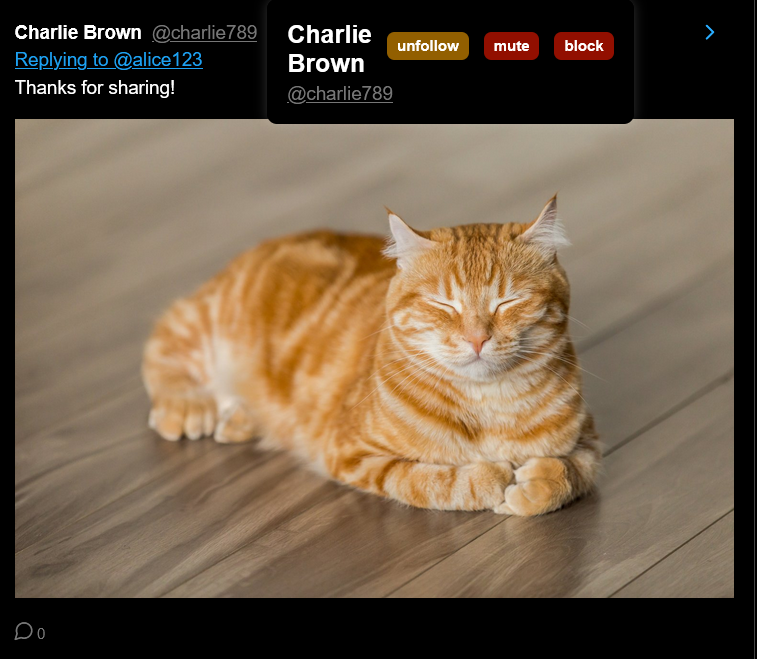 Charlie Brown @charlie789
Replying to @alice123
Thanks for sharing!
Charlie
Brown
@charlie789
unfollow mute block
0